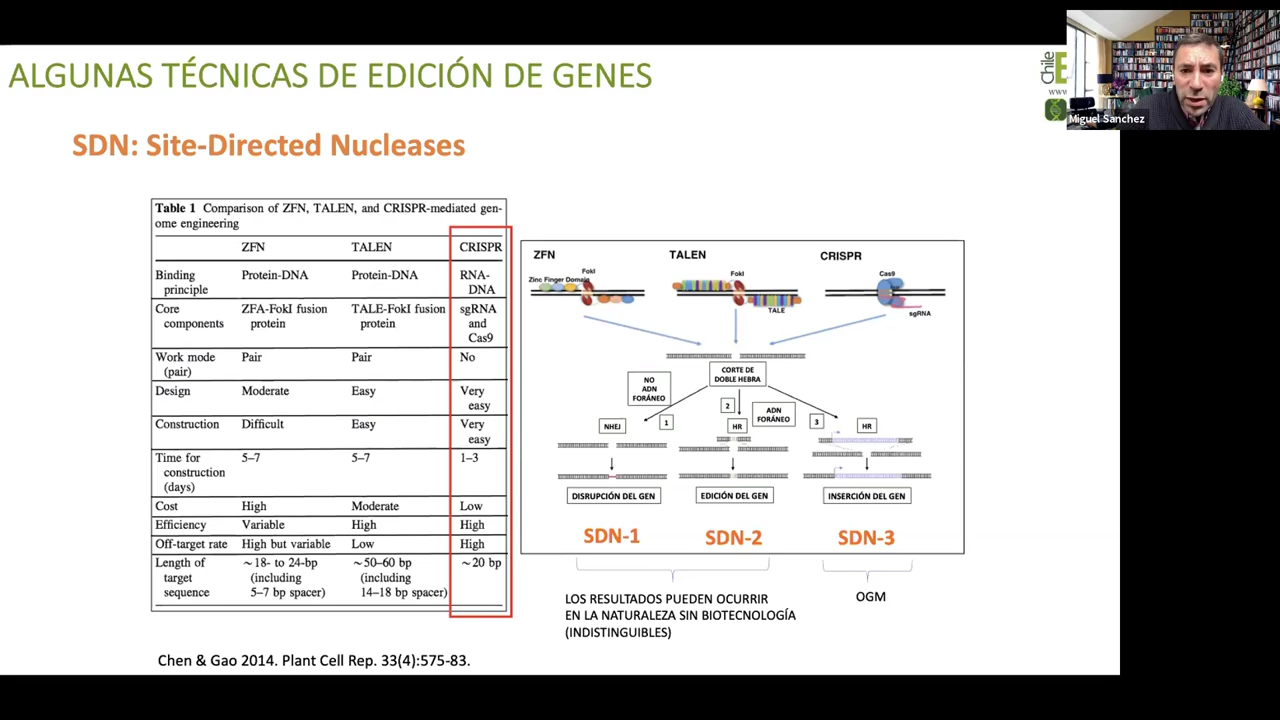 ALGUNAS TÉCNICAS DE EDICIÓN DE GENES
Chile
WWW
Miguel Sanchez
SDN: Site-Directed Nucleases
Table 1 Comparison of ZFN, TALEN, and CRISPR-mediated gen-
ome engineering
ZFN TALEN CRISPR
Binding principle Protein-DNA Protein-DNA RNA-DNA
Core components ZFA-FokI fusion protein TALE-FokI fusion protein sgRNA and Cas9
Work mode (pair) Pair Pair No
Design Moderate Easy Very easy
Construction Difficult Easy Very easy
Time for construction (days) 5–7 5–7 1–3
Cost High Moderate Low
Efficiency Variable High High
Off-target rate High but variable Low High
Length of target sequence ~18- to 24-bp (including 5–7 bp spacer) ~50–60 bp (including 14–18 bp spacer) ~20 bp
Chen & Gao 2014. Plant Cell Rep. 33(4):575-83.
ZFN TALEN CRISPR
Zinc Finger Domain FokI FokI TALE Cas9 sgRNA
CORTE DE
DOBLE HEBRA
NO
ADN
FORÁNEO
ADN
FORÁNEO
1 2 3
NHEJ HR HR
DISRUPCIÓN DEL GEN EDICIÓN DEL GEN INSERCIÓN DEL GEN
SDN-1 SDN-2 SDN-3
LOS RESULTADOS PUEDEN OCURRIR
EN LA NATURALEZA SIN BIOTECNOLOGÍA
(INDISTINGUIBLES)
OGM